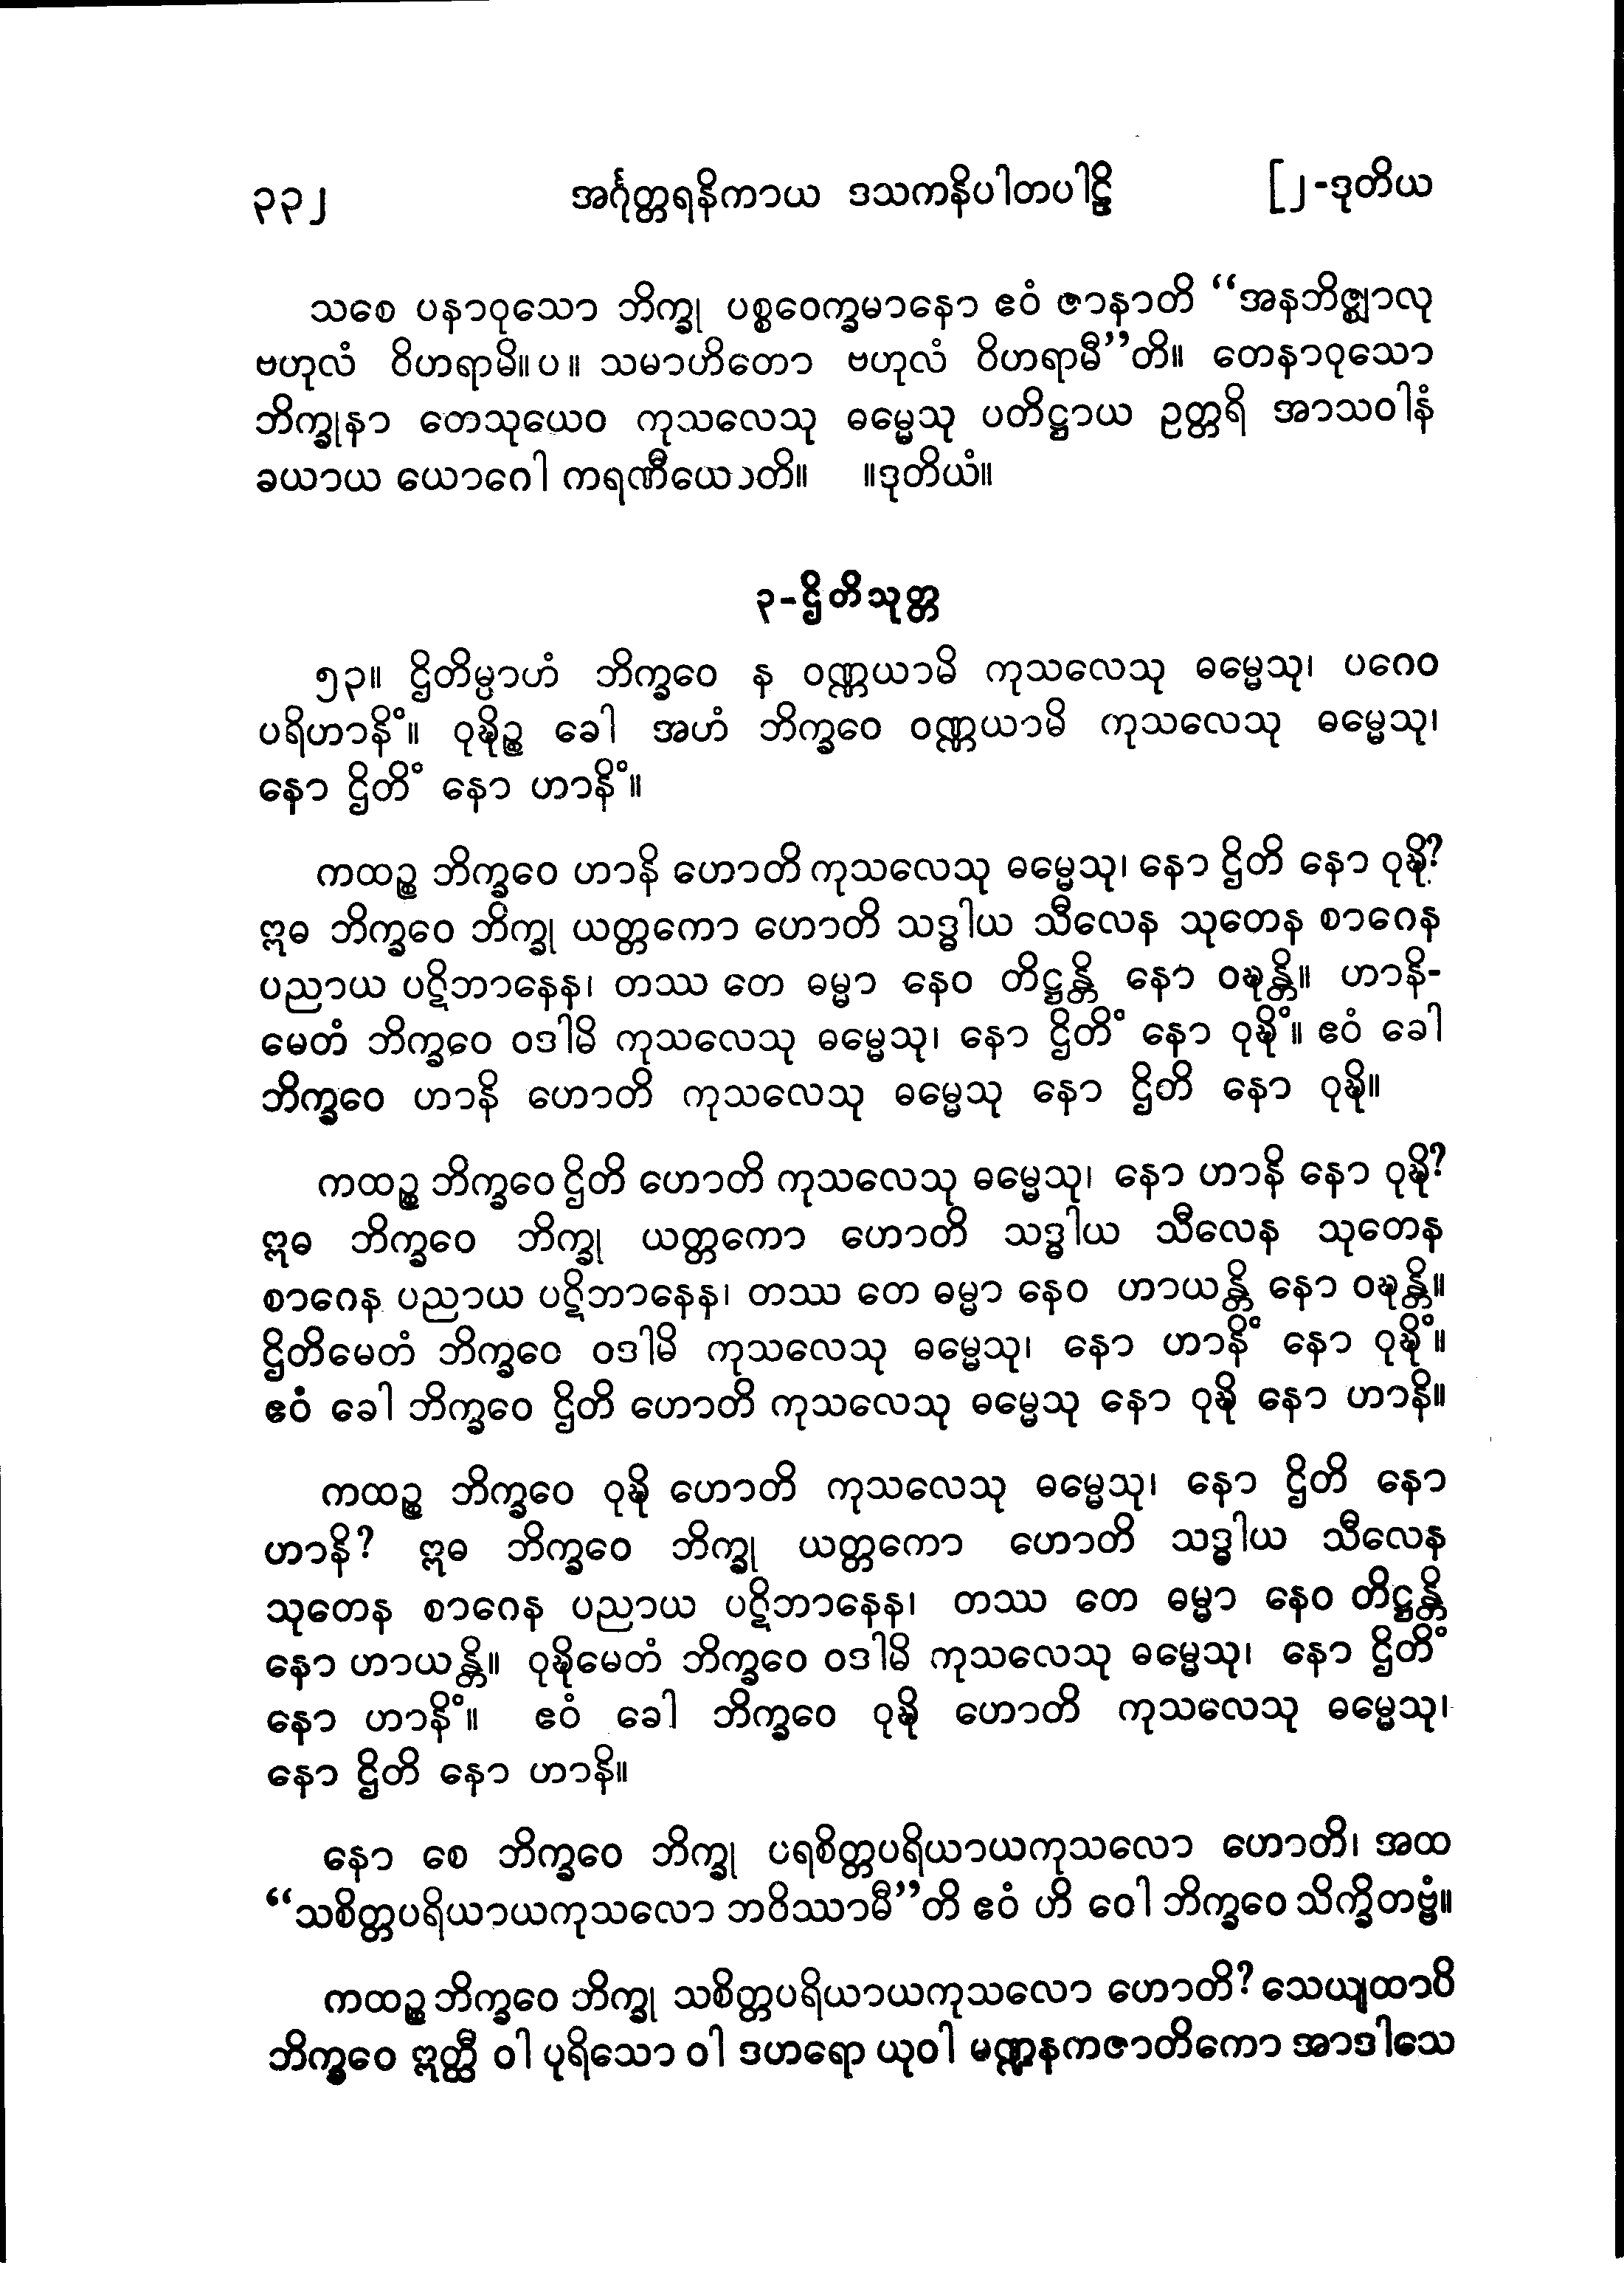 ၃၃၂ အင်္ဂုတ္တရနိကာယ ဒသကနိပါတပါဠိ [၂-ဒုတိယ
သစေ ပနာဝုသော ဘိက္ခု ပစ္စဝေက္ခမာနော ဧဝံ ဇာနာတိ “အနဘိဇ္ဈာလု
ဗဟုလံ ဝိဟရာမိ။ပ။ သမာဟိတော ဗဟုလံ ဝိဟရာမီ”တိ။ တေနာဝုသော
ဘိက္ခုနာ တေသုယေဝ ကုသလေသု ဓမ္မေသု ပတိဋ္ဌာယ ဥတ္တရိ အာသဝါနံ
ခယာယ ယောဂေါ ကရဏီယောတိ။ ။ဒုတိယံ။
၃-ဌိတိသုတ္တ
၅၃။ ဌိတိမ္ပာဟံ ဘိက္ခဝေ န ဝဏ္ဏယာမိ ကုသလေသု ဓမ္မေသု၊ ပဂေဝ
ပရိဟာနိံ။ ဝုဍ္ဎိဉ္စ ခေါ အဟံ ဘိက္ခဝေ ဝဏ္ဏယာမိ ကုသလေသု ဓမ္မေသု၊
နော ဌိတိံ နော ဟာနိံ။
ကထဉ္စ ဘိက္ခဝေ ဟာနိ ဟောတိ ကုသလေသု ဓမ္မေသု၊ နော ဌိတိ နော ဝုဍ္ဎိ?
ဣဓ ဘိက္ခဝေ ဘိက္ခု ယတ္တကော ဟောတိ သဒ္ဓါယ သီလေန သုတေန စာဂေန
ပညာယ ပဋိဘာနေန၊ တဿ တေ ဓမ္မာ နေဝ တိဋ္ဌန္တိ နော ဝဍ္ဎန္တိ။ ဟာနိ-
မေတံ ဘိက္ခဝေ ဝဒါမိ ကုသလေသု ဓမ္မေသု၊ နော ဌိတိံ နော ဝုဍ္ဎိံ။ ဧဝံ ခေါ
ဘိက္ခဝေ ဟာနိ ဟောတိ ကုသလေသု ဓမ္မေသု နော ဌိတိ နော ဝုဍ္ဎိ။
ကထဉ္စ ဘိက္ခဝေ ဌိတိ ဟောတိ ကုသလေသု ဓမ္မေသု၊ နော ဟာနိ နော ဝုဍ္ဎိ?
ဣဓ ဘိက္ခဝေ ဘိက္ခု ယတ္တကော ဟောတိ သဒ္ဓါယ သီလေန သုတေန
စာဂေန ပညာယ ပဋိဘာနေန၊ တဿ တေ ဓမ္မာ နေဝ ဟာယန္တိ နော ဝဍ္ဎန္တိ။
ဌိတိမေတံ ဘိက္ခဝေ ဝဒါမိ ကုသလေသု ဓမ္မေသု၊ နော ဟာနိံ နော ဝုဍ္ဎိံ။
ဧဝံ ခေါ ဘိက္ခဝေ ဌိတိ ဟောတိ ကုသလေသု ဓမ္မေသု နော ဝုဍ္ဎိ နော ဟာနိ။
ကထဉ္စ ဘိက္ခဝေ ဝုဍ္ဎိ ဟောတိ ကုသလေသု ဓမ္မေသု၊ နော ဌိတိ နော
ဟာနိ? ဣဓ ဘိက္ခဝေ ဘိက္ခု ယတ္တကော ဟောတိ သဒ္ဓါယ သီလေန
သုတေန စာဂေန ပညာယ ပဋိဘာနေန၊ တဿ တေ ဓမ္မာ နေဝ တိဋ္ဌန္တိ
နော ဟာယန္တိ။ ဝုဍ္ဎိမေတံ ဘိက္ခဝေ ဝဒါမိ ကုသလေသု ဓမ္မေသု၊ နော ဌိတိံ
နော ဟာနိံ။ ဧဝံ ခေါ ဘိက္ခဝေ ဝုဍ္ဎိ ဟောတိ ကုသလေသု ဓမ္မေသု၊
နော ဌိတိ နော ဟာနိ။
နော စေ ဘိက္ခဝေ ဘိက္ခု ပရစိတ္တပရိယာယကုသလော ဟောတိ၊ အထ
“သစိတ္တပရိယာယကုသလော ဘဝိဿာမီ”တိ ဧဝံ ဟိ ဝေါ ဘိက္ခဝေ သိက္ခိတဗ္ဗံ။
ကထဉ္စ ဘိက္ခဝေ ဘိက္ခု သစိတ္တပရိယာယကုသလော ဟောတိ? သေယျထာပိ
ဘိက္ခဝေ ဣတ္ထီ ဝါ ပုရိသော ဝါ ဒဟရော ယုဝါ မဏ္ဍနကဇာတိကော အာဒါသေ